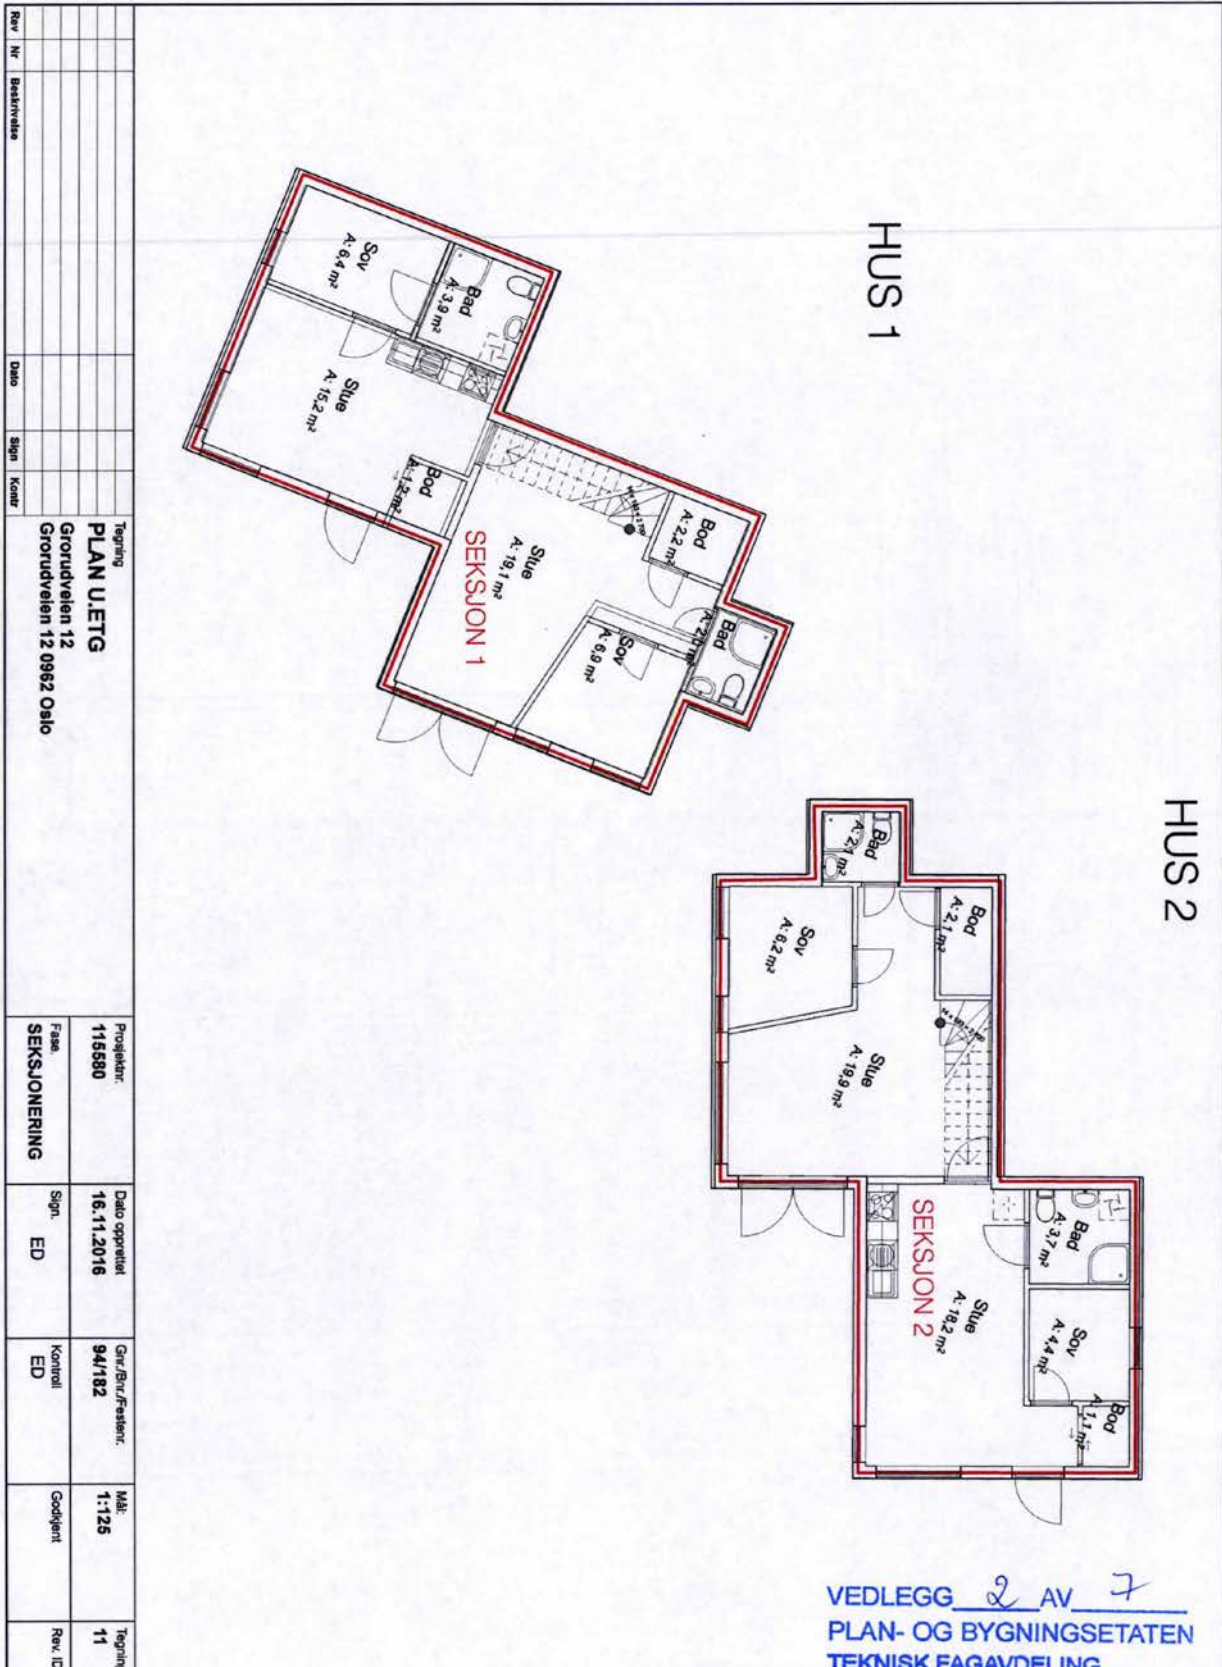 HUS 1
HUS 2
Sov
A: 6,4 m²
Bad
A: 3,9 m²
Stue
A: 15,2 m²
Bod
A: 1,2 m²
Stue
A: 19,1 m²
SEKSJON 1
Bod
A: 2,2 m²
Bad
Sov
A: 6,9 m²
Bad
A: 2,1 m²
Bod
A: 2,1 m²
Sov
A: 6,2 m²
Stue
A: 19,9 m²
SEKSJON 2
Bad
A: 3,7 m²
Stue
A: 18,2 m²
Sov
A: 4,4 m²
Bod
A: 1,1 m²
Rev Nr Beskrivelse Dato Sign Kontr
Tegning
PLAN U.ETG
Grorudveien 12
Grorudveien 12 0962 Oslo
Prosjektnr.
115580
Dato opprettet
16.11.2016
Gnr./Bnr./Festenr.
94/182
Mål:
1:125
Tegning
11
Fase.
SEKSJONERING
Sign.
ED
Kontroll
ED
Godkjent
Rev. ID
VEDLEGG 2 AV 7
PLAN- OG BYGNINGSETATEN
TEKNISK FAGAVDELING